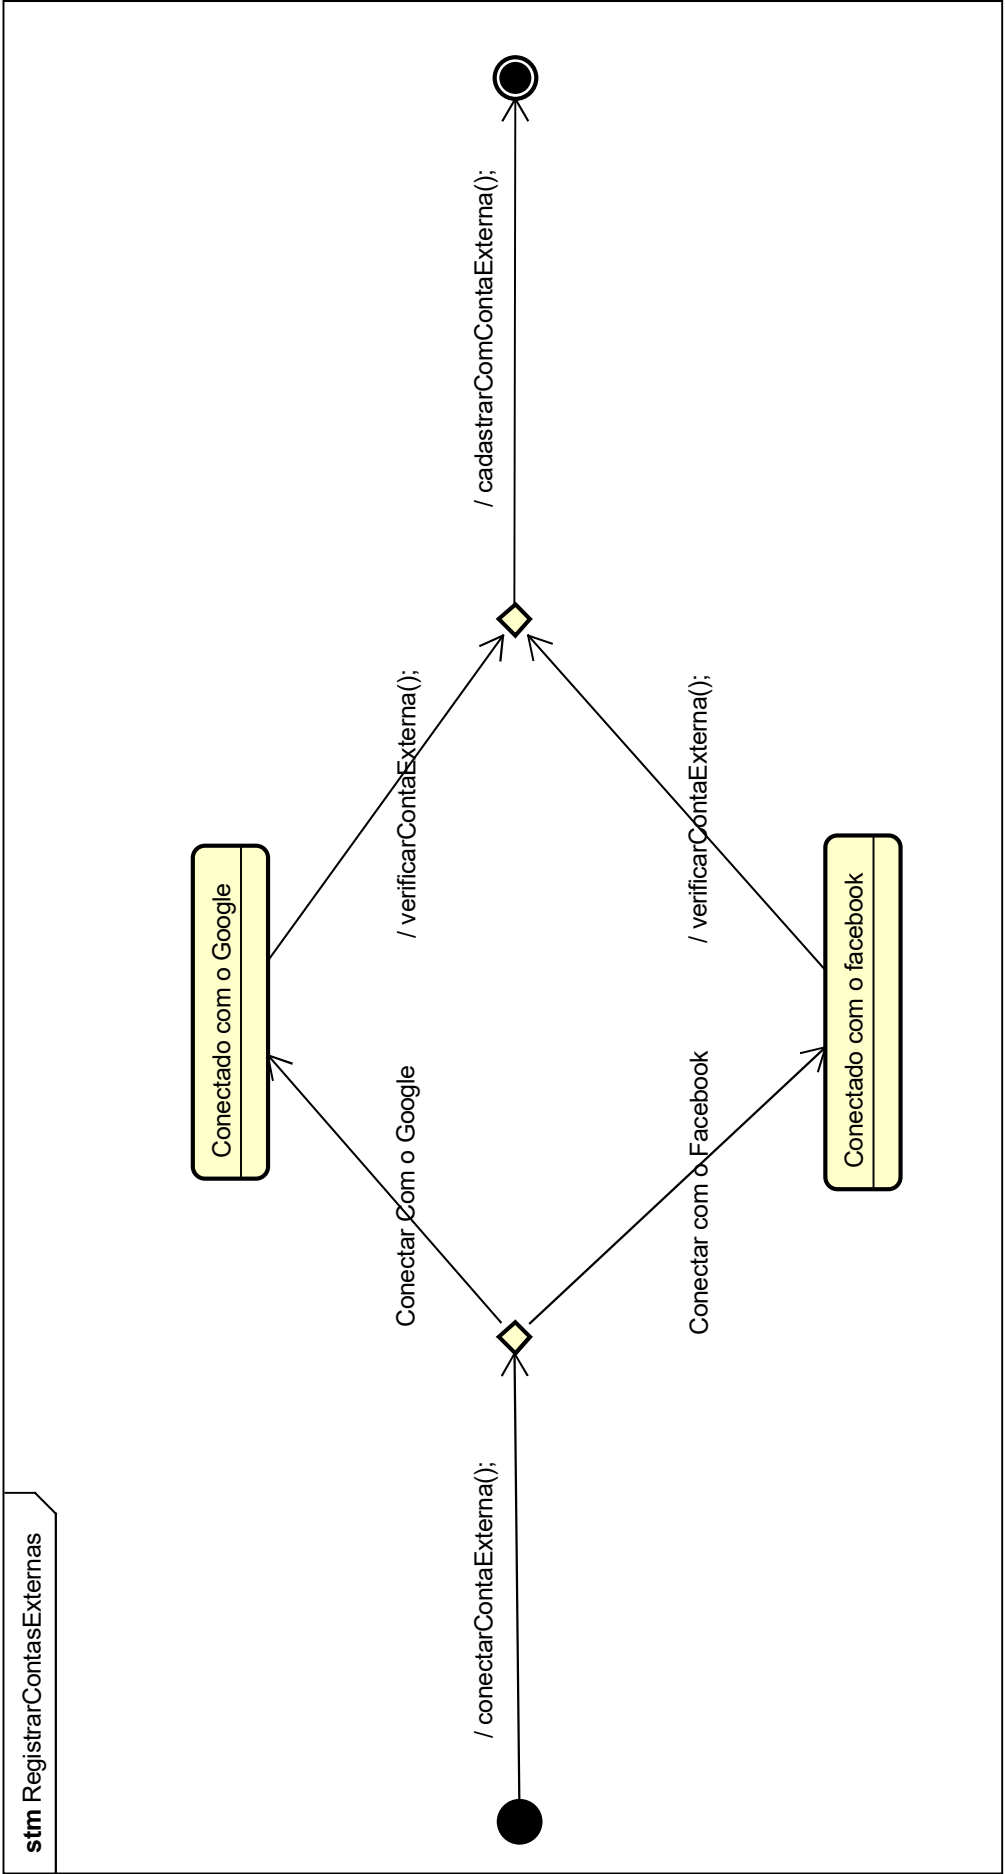 stm RegistrarContasExternas
/ conectarContaExterna();
Conectar Com o Google
Conectar com o Facebook
Conectado com o Google
Conectado com o facebook
/ verificarContaExterna();
/ verificarContaExterna();
/ cadastrarComContaExterna();